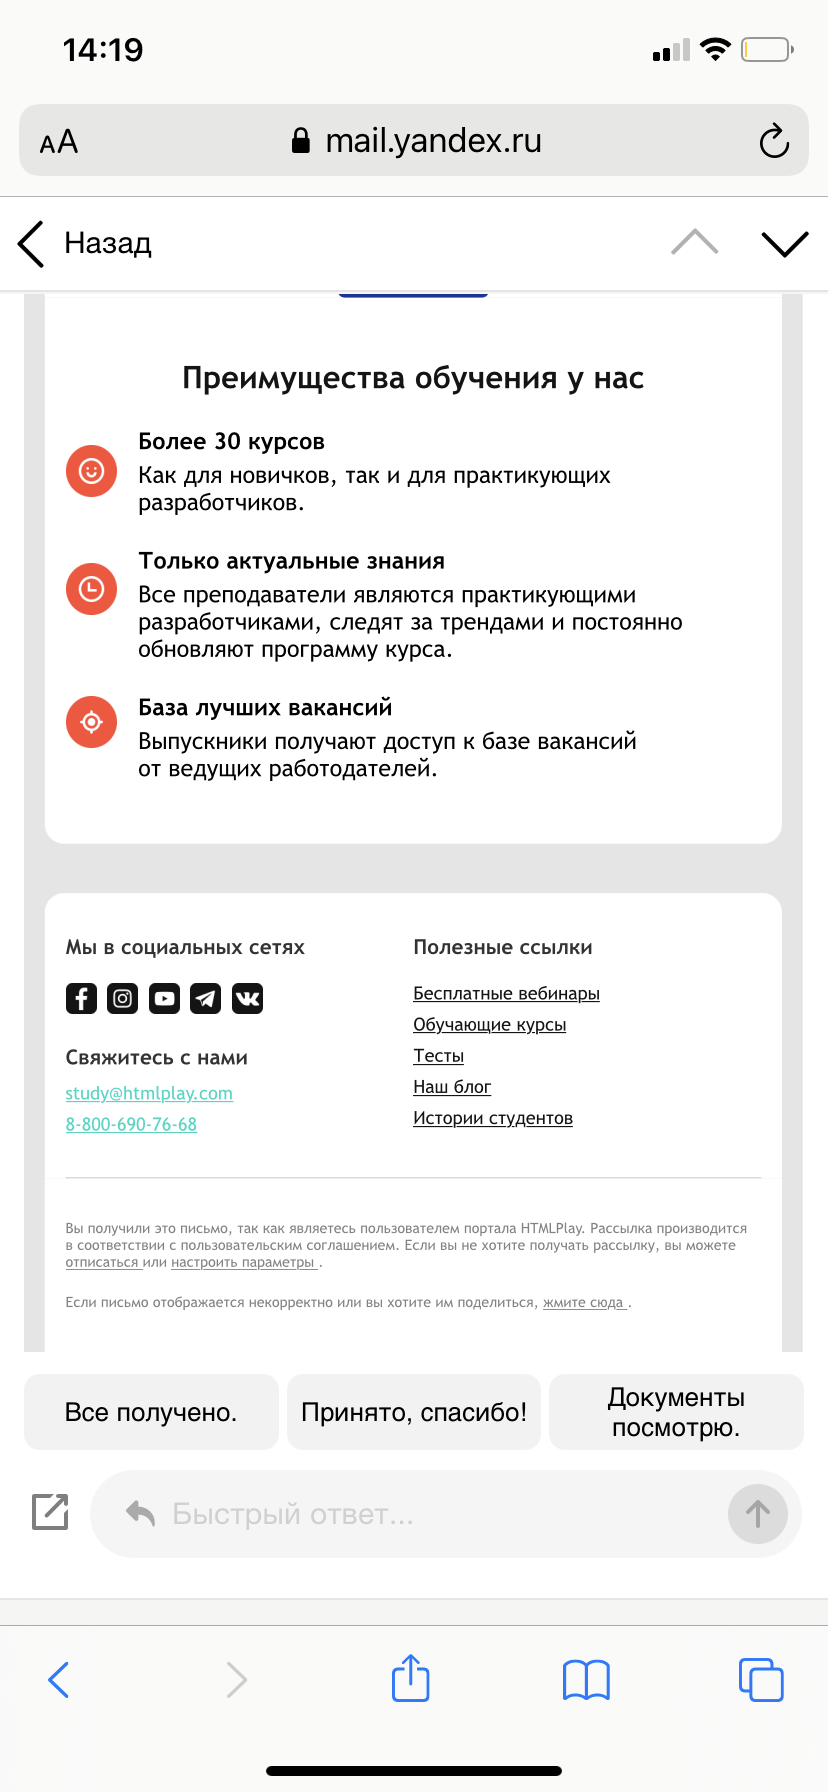 14:19
AA
mail.yandex.ru
Назад
Преимущества обучения у нас
Более 30 курсов
Как для новичков, так и для практикующих
разработчиков.
Только актуальные знания
Все преподаватели являются практикующими
разработчиками, следят за трендами и постоянно
обновляют программу курса.
База лучших вакансий
Выпускники получают доступ к базе вакансий
от ведущих работодателей.
Мы в социальных сетях
Свяжитесь с нами
study@htmlplay.com
8-800-690-76-68
Полезные ссылки
Бесплатные вебинары
Обучающие курсы
Тесты
Наш блог
Истории студентов
Вы получили это письмо, так как являетесь пользователем портала HTMLPlay. Рассылка производится
в соответствии с пользовательским соглашением. Если вы не хотите получать рассылку, вы можете
отписаться или настроить параметры .
Если письмо отображается некорректно или вы хотите им поделиться, жмите сюда .
Все получено.
Принято, спасибо!
Документы
посмотрю.
Быстрый ответ...